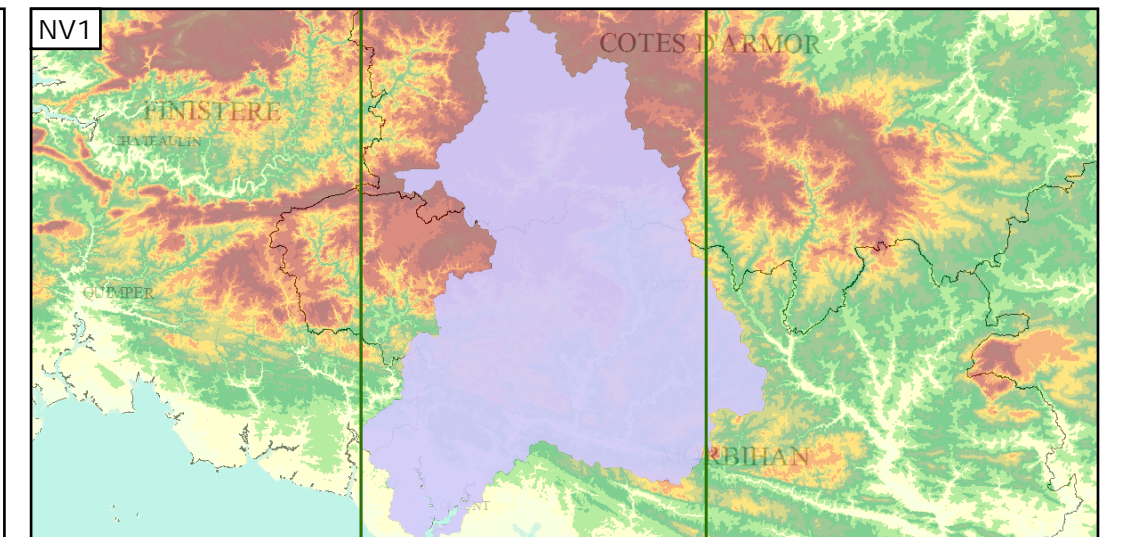 NV1
COTES D'ARMOR
FINISTERE
CHATEAULIN
QUIMPER
MORBIHAN